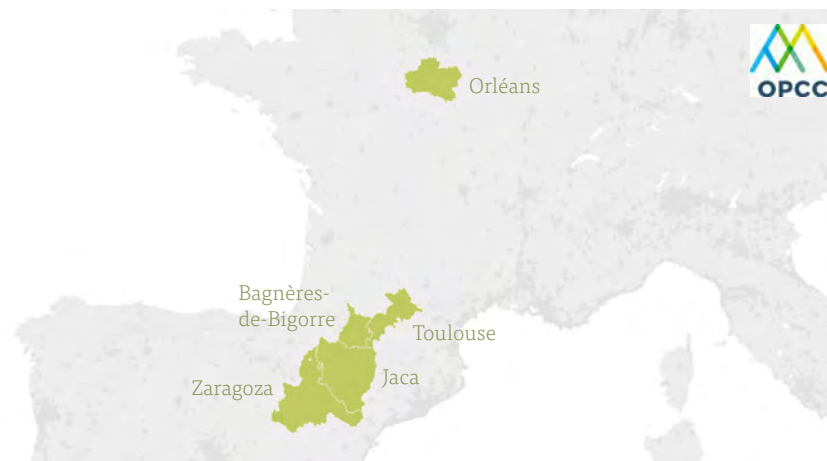 Orléans
OPCC
Bagnères-
de-Bigorre
Toulouse
Jaca
Zaragoza